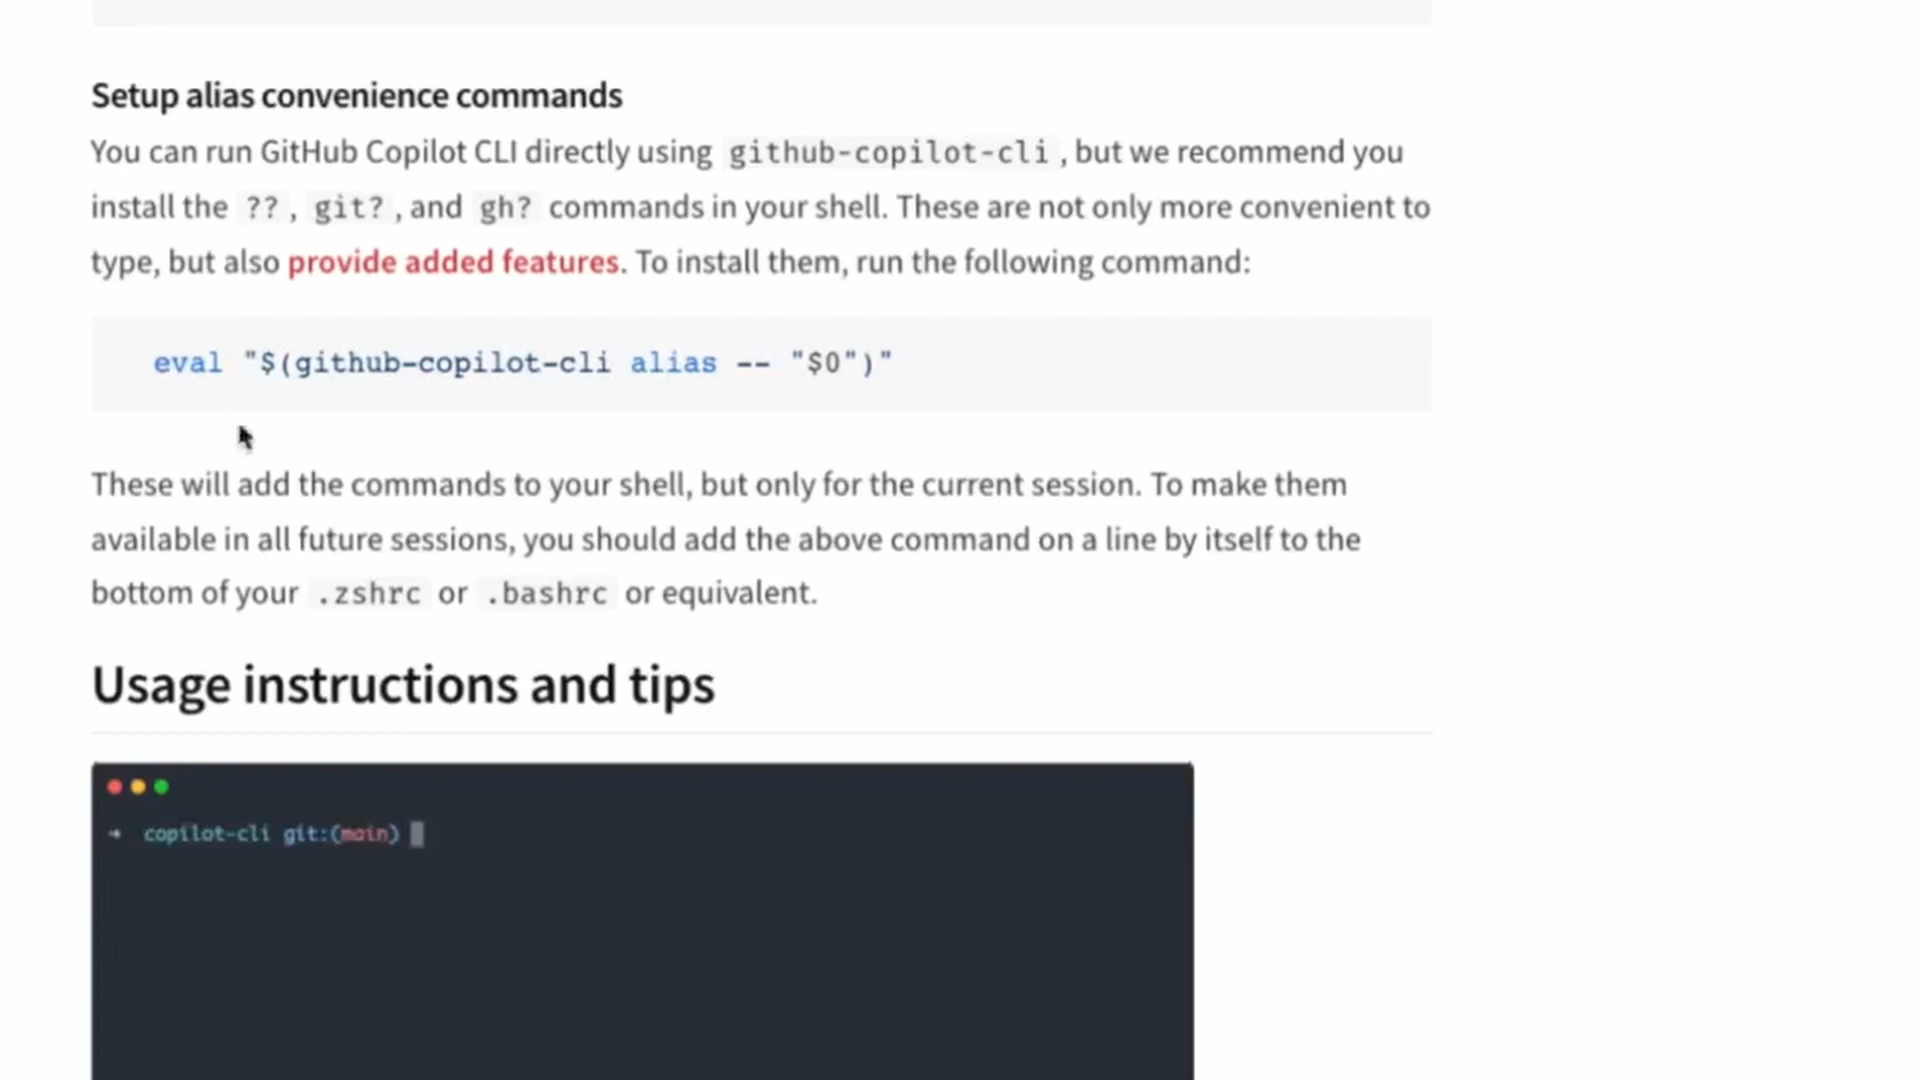 Setup alias convenience commands
You can run GitHub Copilot CLI directly using github-copilot-cli, but we recommend you
install the ??, git?, and gh? commands in your shell. These are not only more convenient to
type, but also provide added features. To install them, run the following command:
eval "$(github-copilot-cli alias -- "$0")"
These will add the commands to your shell, but only for the current session. To make them
available in all future sessions, you should add the above command on a line by itself to the
bottom of your .zshrc or .bashrc or equivalent.
Usage instructions and tips
→ copilot-cli git:(main)